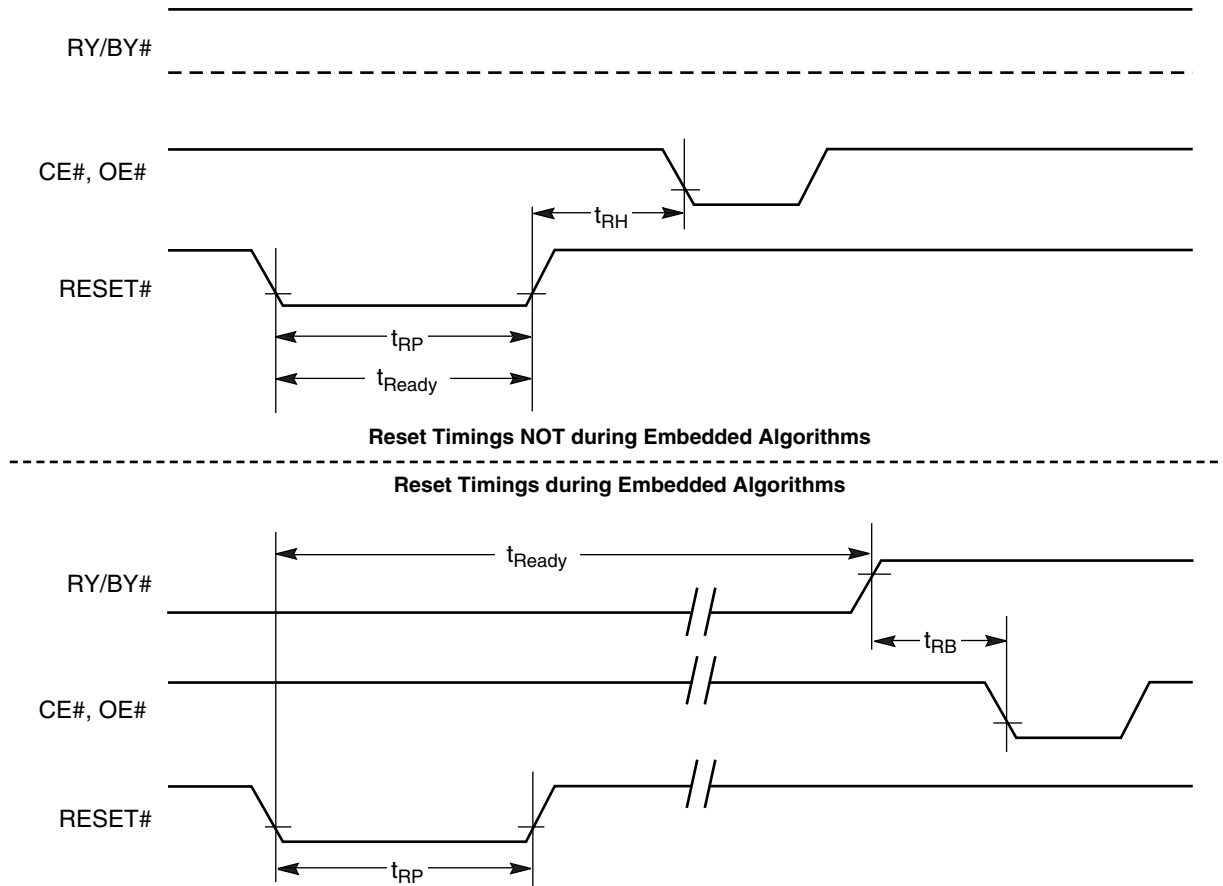 RY/BY#
CE#, OE#
tRH
RESET#
tRP
tReady
Reset Timings NOT during Embedded Algorithms
Reset Timings during Embedded Algorithms
tReady
RY/BY#
tRB
CE#, OE#
RESET#
tRP